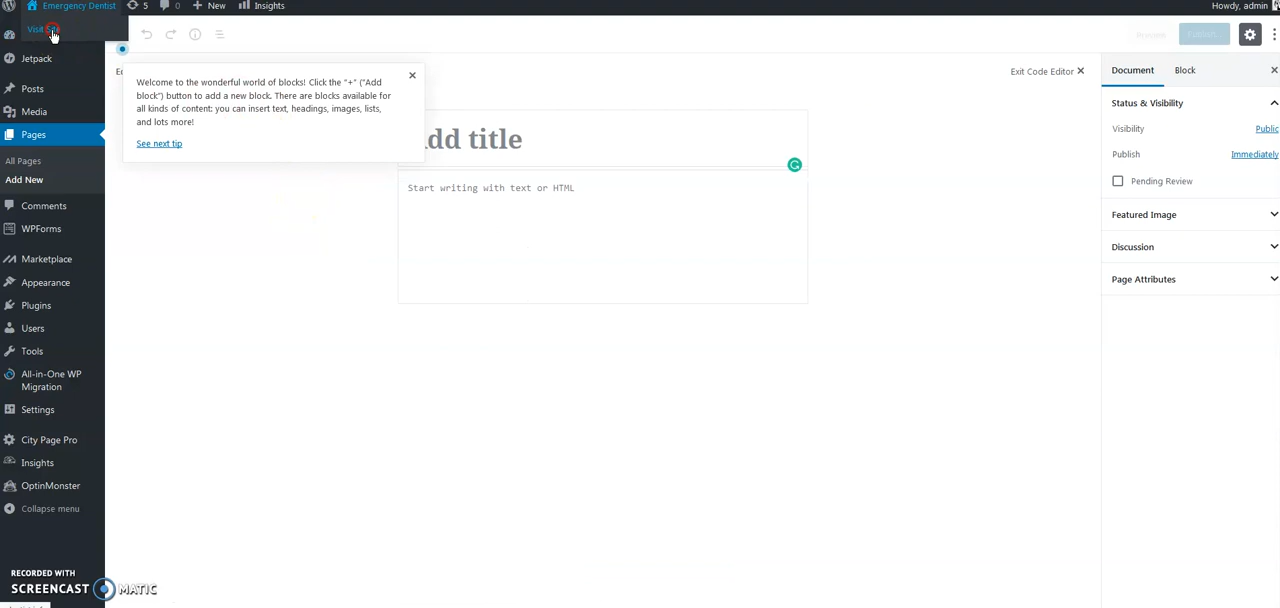 Emergency Dentist 5 0 + New Insights Howdy, admin
Visit
Preview Publish...
Jetpack
Posts
Media
Pages
All Pages
Add New
Comments
WPForms
Marketplace
Appearance
Plugins
Users
Tools
All-in-One WP
Migration
Settings
City Page Pro
Insights
OptinMonster
Collapse menu
Welcome to the wonderful world of blocks! Click the "+" ("Add
block") button to add a new block. There are blocks available for
all kinds of content: you can insert text, headings, images, lists,
and lots more!
See next tip
Exit Code Editor
dd title
Start writing with text or HTML
Document Block
Status & Visibility
Visibility Public
Publish Immediately
Pending Review
Featured Image
Discussion
Page Attributes
RECORDED WITH
SCREENCAST MATIC